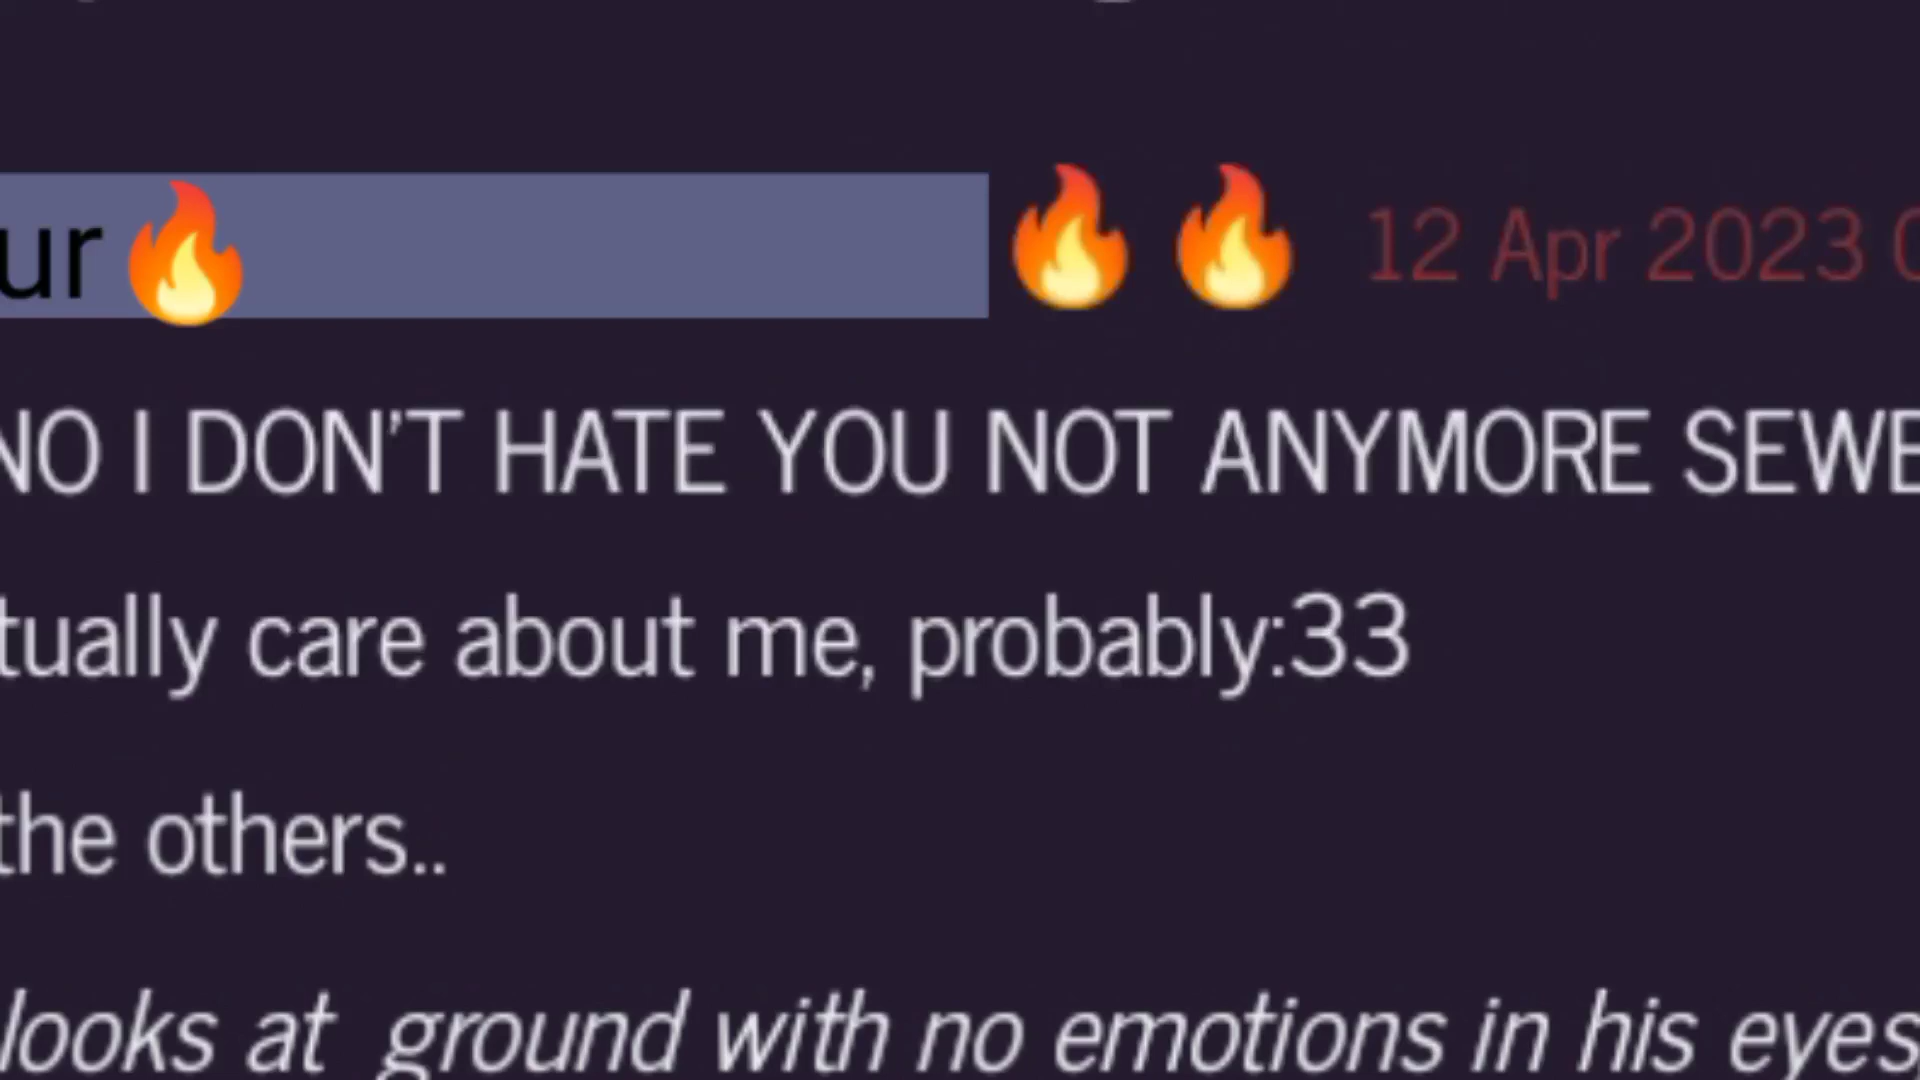 ur🔥 🔥 🔥 12 Apr 2023
NO I DON'T HATE YOU NOT ANYMORE SEWE
tually care about me, probably:33
the others..
looks at ground with no emotions in his eyes